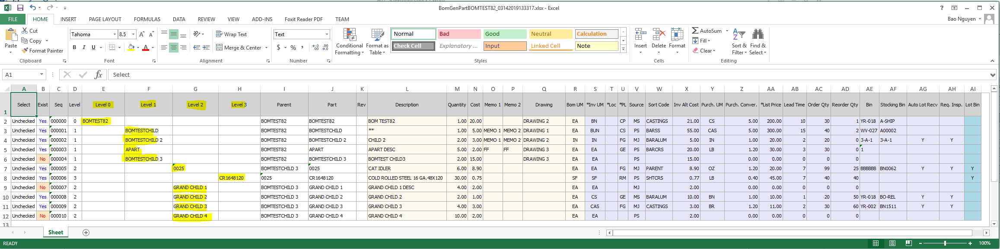 BomGenPartBOMTEST82_03142019133317.xlsx - Excel
FILE HOME INSERT PAGE LAYOUT FORMULAS DATA REVIEW VIEW ADD-INS Foxit Reader PDF TEAM Bao Nguyen
Paste Cut Copy Format Painter
Tahoma 8.5 B I U
Wrap Text Merge & Center
Text $ % ,
Conditional Formatting Format as Table
Normal Bad Good Neutral Calculation
Check Cell Explanatory ... Input Linked Cell Note
Insert Delete Format
AutoSum Fill Clear Sort & Filter Find & Select
Clipboard Font Alignment Number Styles Cells Editing
A1 fx Select
A B C D E F G H I J K L M N O P Q R S T U V W X Y Z AA AB AC AD AE AF AG AH AI
1 Select Exist Seq Level Level 0 Level 1 Level 2 Level 3 Parent Part Rev Description Quantity Cost Memo 1 Memo 2 Drawing Bom UM *Inv UM *Loc *PL Source Sort Code Inv Alt Cost Purch. UM Purch. Conver. *List Price Lead Time Order Qty Reorder Qty Bin Stocking Bin Auto Lot Recv Req. Insp. Lot Bin
2 Unchecked Yes 000000 0 BOMTEST82 BOMTEST82 BOMTEST82 BOM TEST82 1.00 20.00 DRAWING 2 EA BN CP MS CASTINGS 21.00 CS 5.00 200.00 10 30 1 YR-018 A-SHIP
3 Unchecked Yes 000001 1 BOMTESTCHILD BOMTEST82 BOMTESTCHILD ** 1.00 5.00 MEMO 1 MEMO 2 DRAWING 1 EA BUN CS PS BARSS 55.00 CAS 5.00 300.00 15 40 2 WV-027 A00002
4 Unchecked Yes 000002 1 BOMTESTCHILD 2 BOMTEST82 BOMTESTCHILD 2 CHILD 2 2.00 3.00 MEMO 1 MEMO 2 DRAWING 2 IN IN FG MJ BARALUM 5.00 IN 1.00 20.00 2 20 0 3-A-1 3-A-1 Y Y
5 Unchecked Yes 000003 1 APART BOMTEST82 APART APART DESC 5.00 2.00 FF FF DRAWING 3 EA EA GE PS BARCRS 20.00 LB 1.20 30.00 3 30 0 1
6 Unchecked No 000004 1 BOMTESTCHILD 3 BOMTEST82 BOMTESTCHILD 3 BOMTEST CHILD3 2.00 15.00 DRAWING 3 EA EA PS 15.00 0.00 0.00 0 0 0
7 Unchecked Yes 000005 2 0025 BOMTESTCHILD 3 0025 CAT IDLER 6.00 8.90 EA EA FG MJ PARENT 8.90 OZ 1.20 20.00 7 99 25 BBBBBB BN0062 Y Y Y
8 Unchecked Yes 000006 3 CR1648120 0025 CR1648120 COLD ROLLED STEEL 16 GA.48X120 30.00 0.75 SF SF RM PS SHTCRS 0.77 LB 0.40 45.00 7 40 40 Y
9 Unchecked No 000007 2 GRAND CHILD 1 BOMTESTCHILD 3 GRAND CHILD 1 GRAND CHILD 1 DESC 4.00 2.00 EA EA MJ 2.00 0.00 0.00 0 0 0
10 Unchecked Yes 000008 2 GRAND CHILD 2 BOMTESTCHILD 3 GRAND CHILD 2 GRAND CHILD 2 2.00 1.00 EA CS GE MS BARALUM 10.00 BN 1.00 10.00 1 20 50 YR-018 BO-REL Y Y
11 Unchecked Yes 000009 2 GRAND CHILD 3 BOMTESTCHILD 3 GRAND CHILD 3 GRAND CHILD 3 4.00 3.00 EA CAS FG MJ CASTINGS 3.00 BR 1.20 11.00 2 30 60 YR-002 BN1511 Y Y
12 Unchecked No 000010 2 GRAND CHILD 4 BOMTESTCHILD 3 GRAND CHILD 4 GRAND CHILD 4 10.00 2.00 EA EA PS 2.00 0.00 0.00 0 0 0
13
Sheet
READY 100%